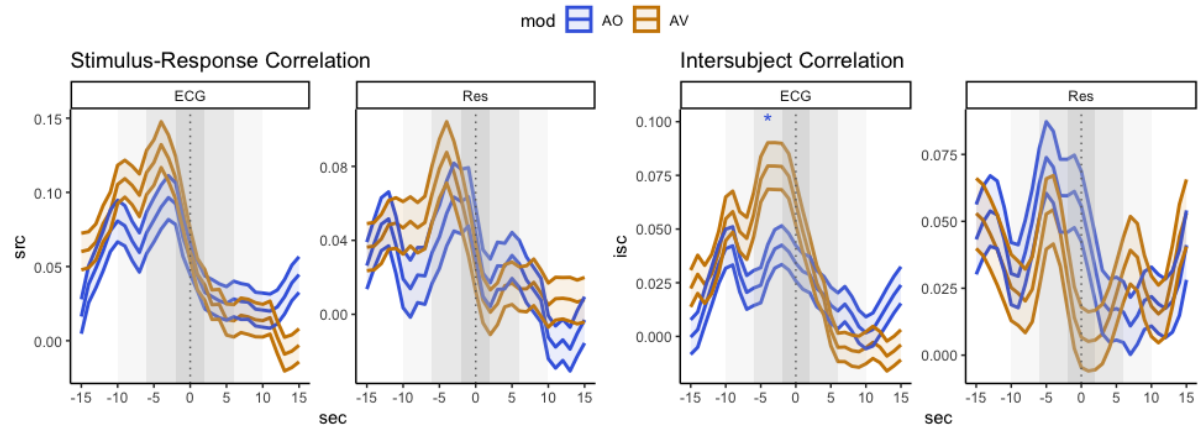 mod AO AV
Stimulus-Response Correlation
Intersubject Correlation
ECG Res ECG Res
src
0.15
0.10
0.05
0.00
0.08
0.04
0.00
isc
*
0.100
0.075
0.050
0.025
0.000
0.075
0.050
0.025
0.000
-15 -10 -5 0 5 10 15
-15 -10 -5 0 5 10 15
-15 -10 -5 0 5 10 15
-15 -10 -5 0 5 10 15
sec
sec